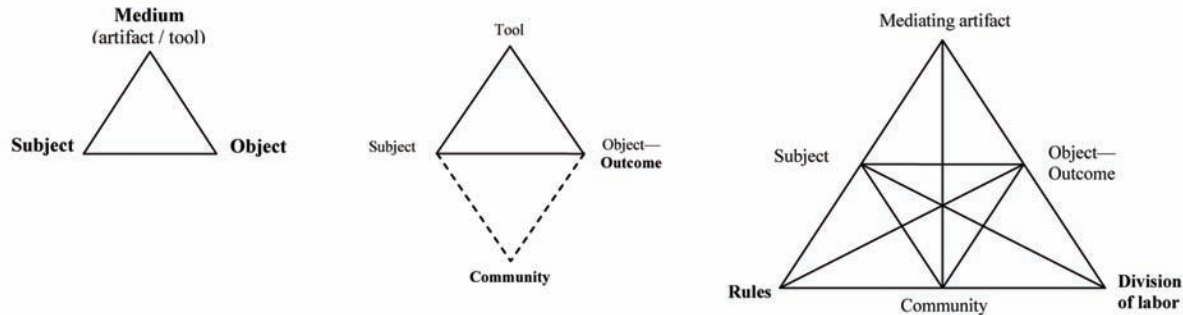 Medium
(artifact / tool)
Subject
Object
Tool
Subject
Object—
Outcome
Community
Mediating artifact
Subject
Object—
Outcome
Rules
Community
Division
of labor